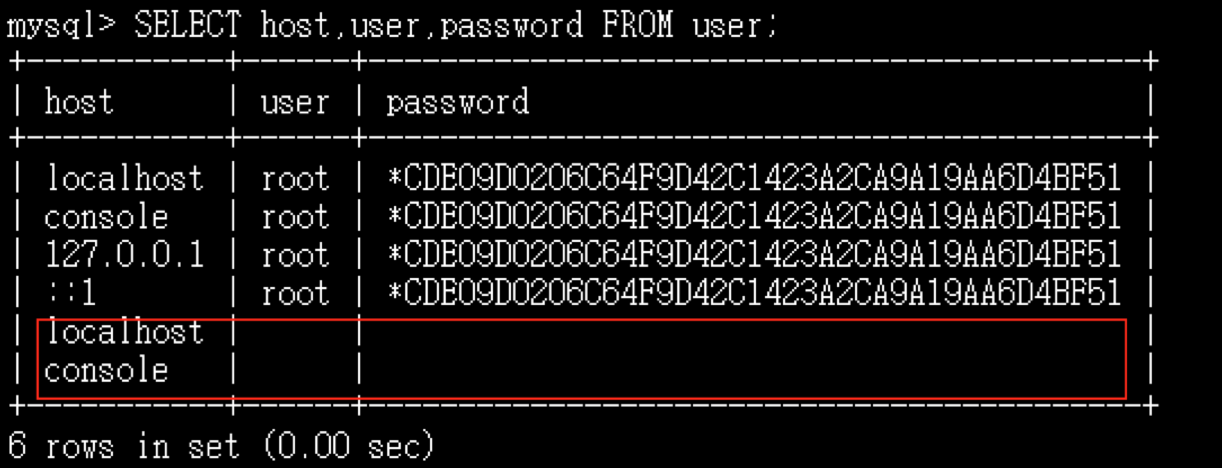 mysql> SELECT host,user,password FROM user;
+-----------+------+-------------------------------------------+
| host      | user | password                                  |
+-----------+------+-------------------------------------------+
| localhost | root | *CDE09D0206C64F9D42C1423A2CA9A19AA6D4BF51 |
| console   | root | *CDE09D0206C64F9D42C1423A2CA9A19AA6D4BF51 |
| 127.0.0.1 | root | *CDE09D0206C64F9D42C1423A2CA9A19AA6D4BF51 |
| ::1       | root | *CDE09D0206C64F9D42C1423A2CA9A19AA6D4BF51 |
| localhost |      |                                           |
| console   |      |                                           |
+-----------+------+-------------------------------------------+
6 rows in set (0.00 sec)